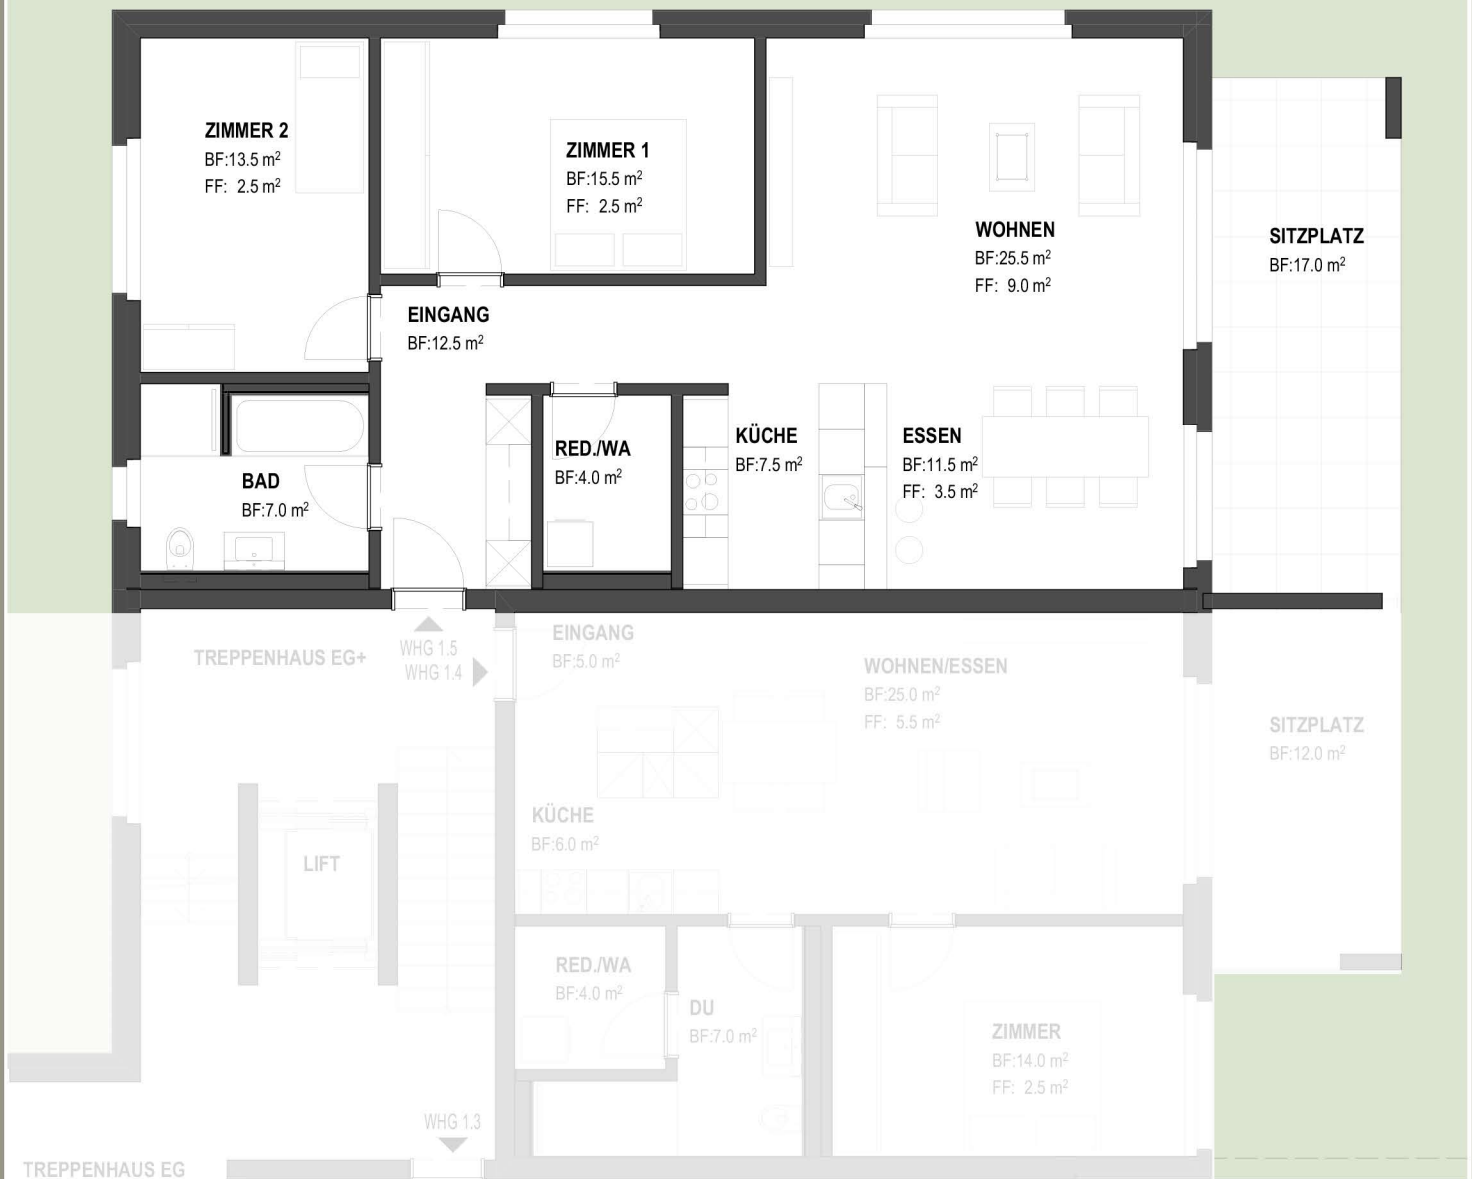 ZIMMER 2
BF:13.5 m²
FF: 2.5 m²
ZIMMER 1
BF:15.5 m²
FF: 2.5 m²
WOHNEN
BF:25.5 m²
FF: 9.0 m²
SITZPLATZ
BF:17.0 m²
EINGANG
BF:12.5 m²
BAD
BF:7.0 m²
RED./WA
BF:4.0 m²
KÜCHE
BF:7.5 m²
ESSEN
BF:11.5 m²
FF: 3.5 m²
TREPPENHAUS EG+
WHG 1.5
WHG 1.4
EINGANG
BF:5.0 m²
WOHNEN/ESSEN
BF:25.0 m²
FF: 5.5 m²
SITZPLATZ
BF:12.0 m²
KÜCHE
BF:6.0 m²
LIFT
RED./WA
BF:4.0 m²
DU
BF:7.0 m²
ZIMMER
BF:14.0 m²
FF: 2.5 m²
WHG 1.3
TREPPENHAUS EG